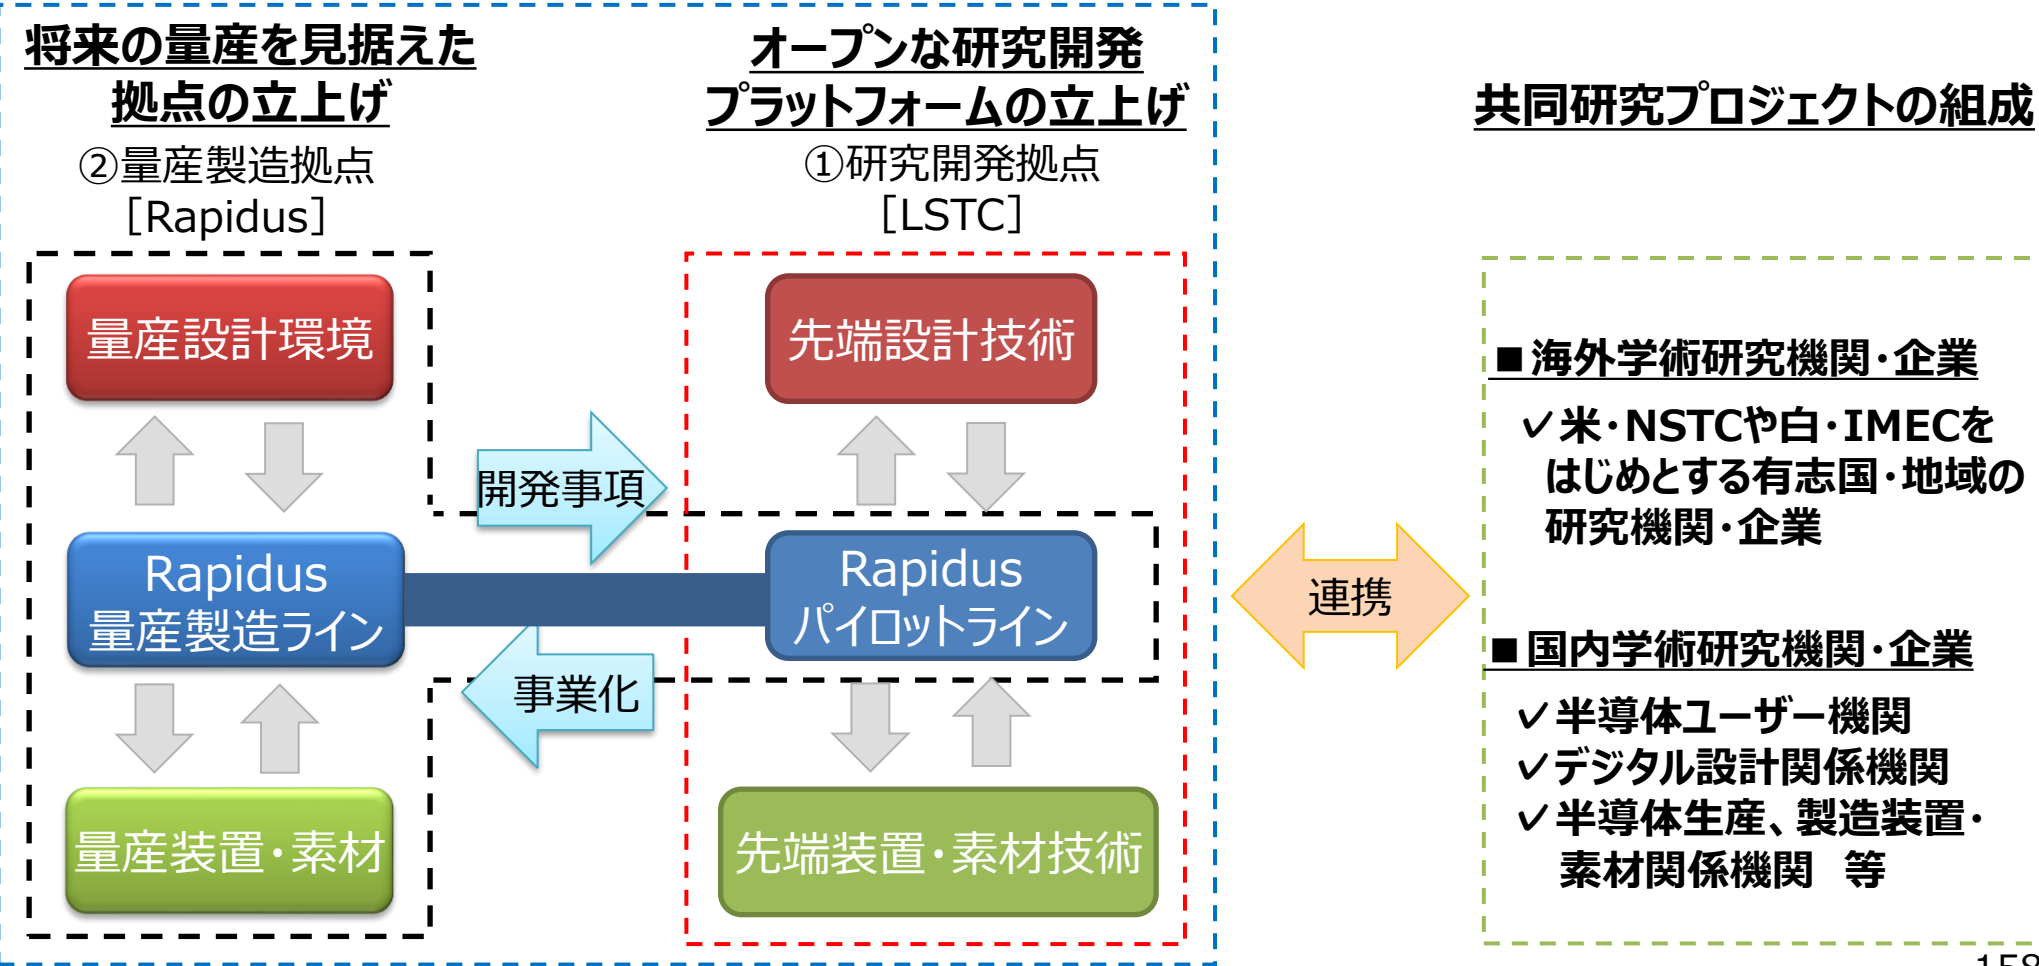 将来の量産を見据えた
拠点の立上げ
②量産製造拠点
［Rapidus］
量産設計環境
Rapidus
量産製造ライン
量産装置・素材
開発事項
事業化
オープンな研究開発
プラットフォームの立上げ
①研究開発拠点
［LSTC］
先端設計技術
Rapidus
パイロットライン
先端装置・素材技術
連携
共同研究プロジェクトの組成
■海外学術研究機関・企業
✓米・NSTCや白・IMECを
はじめとする有志国・地域の
研究機関・企業
■国内学術研究機関・企業
✓半導体ユーザー機関
✓デジタル設計関係機関
✓半導体生産、製造装置・
素材関係機関　等